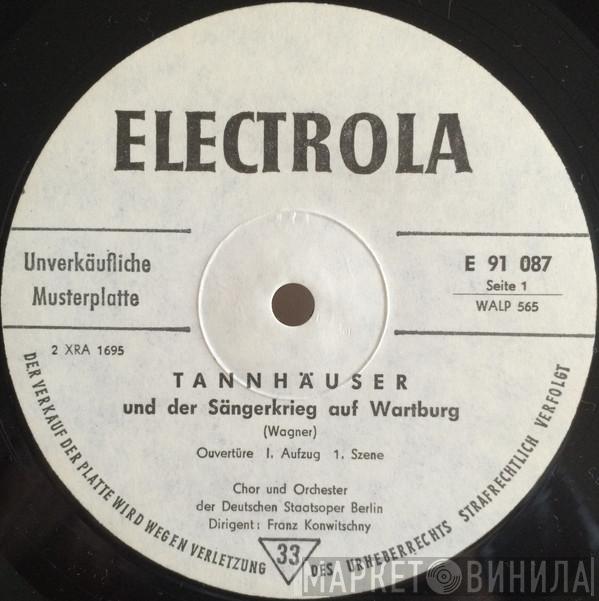 ELECTROLA
Unverkäufliche
Musterplatte
E 91 087
Seite 1
WALP 565
2 XRA 1695
TANNHÄUSER
und der Sängerkrieg auf Wartburg
(Wagner)
Ouvertüre I. Aufzug 1. Szene
Chor und Orchester
der Deutschen Staatsoper Berlin
Dirigent: Franz Konwitschny
DER VERKAUF DER PLATTE WIRD WEGEN VERLETZUNG DES URHEBERRECHTS STRAFRECHTLICH VERFOLGT
33
МАРКЕТ ВИНИЛА